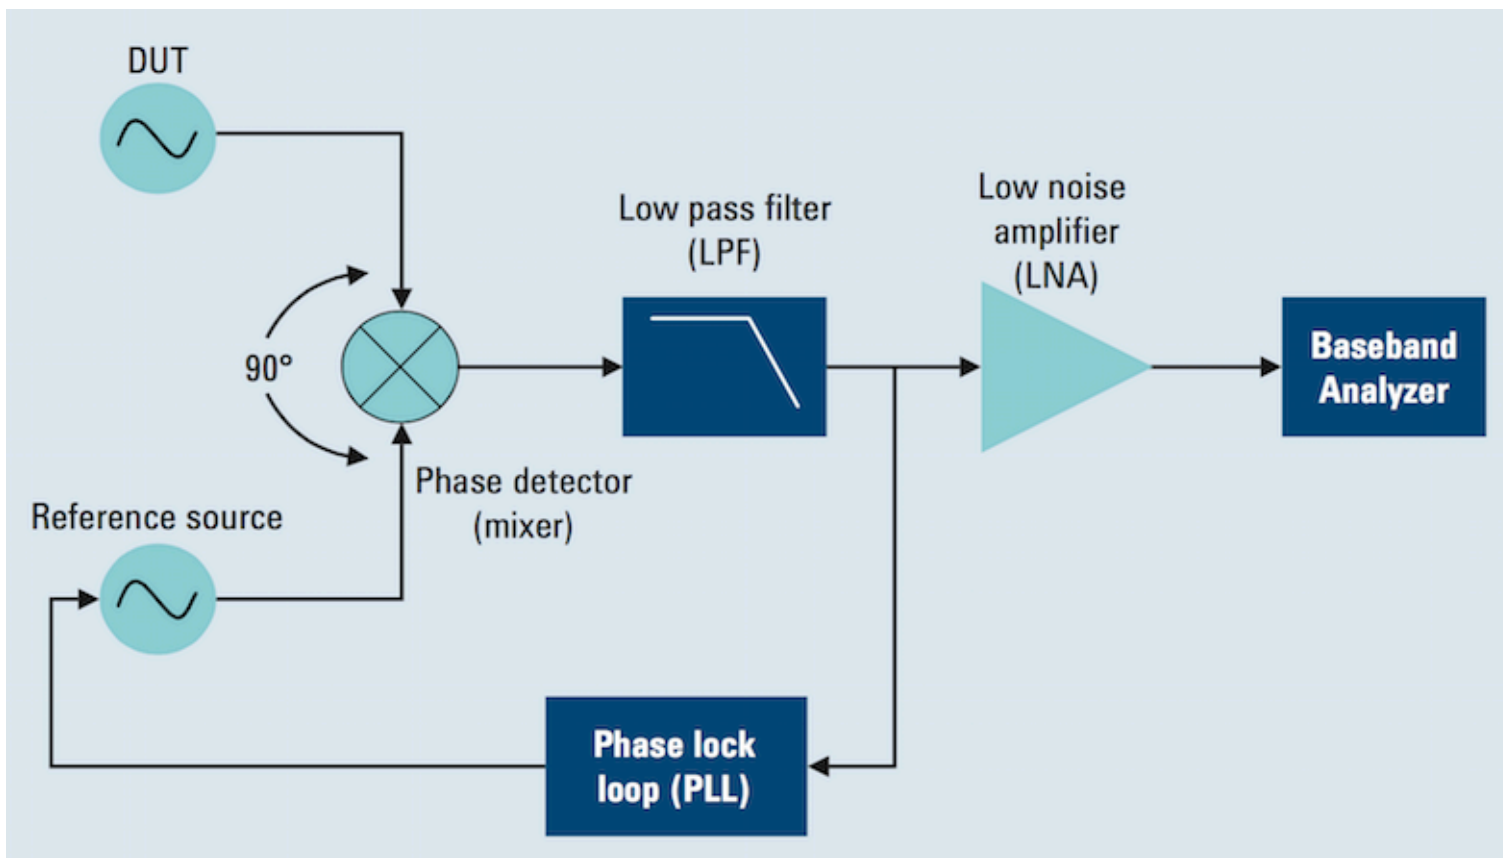 DUT
Low pass filter
(LPF)
Low noise
amplifier
(LNA)
90°
Baseband
Analyzer
Phase detector
(mixer)
Reference source
Phase lock
loop (PLL)